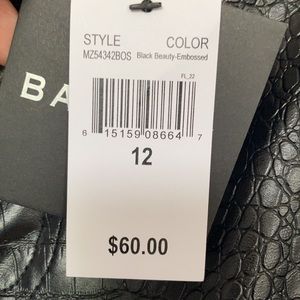 STYLE COLOR
MZ54342BOS Black Beauty-Embossed
FL_22
6 15159 08664 7
12
$60.00
BA